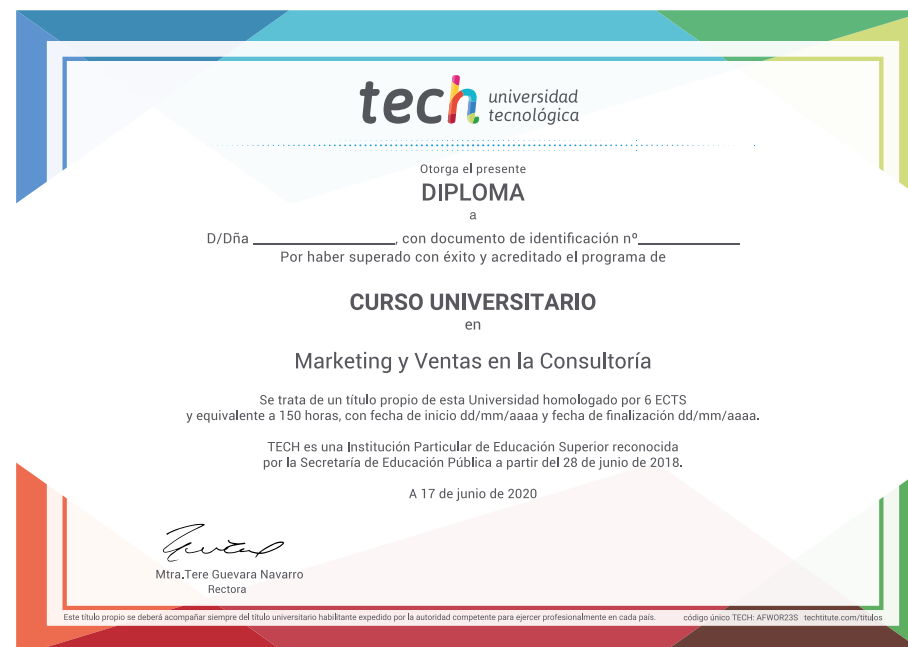 tech universidad
tecnológica
Otorga el presente
DIPLOMA
a
D/Dña ____________________, con documento de identificación nº______________
Por haber superado con éxito y acreditado el programa de
CURSO UNIVERSITARIO
en
Marketing y Ventas en la Consultoría
Se trata de un título propio de esta Universidad homologado por 6 ECTS
y equivalente a 150 horas, con fecha de inicio dd/mm/aaaa y fecha de finalización dd/mm/aaaa.
TECH es una Institución Particular de Educación Superior reconocida
por la Secretaría de Educación Pública a partir del 28 de junio de 2018.
A 17 de junio de 2020
Mtra.Tere Guevara Navarro
Rectora
Este título propio se deberá acompañar siempre del título universitario habilitante expedido por la autoridad competente para ejercer profesionalmente en cada país. código único TECH: AFWOR23S techtitute.com/titulos